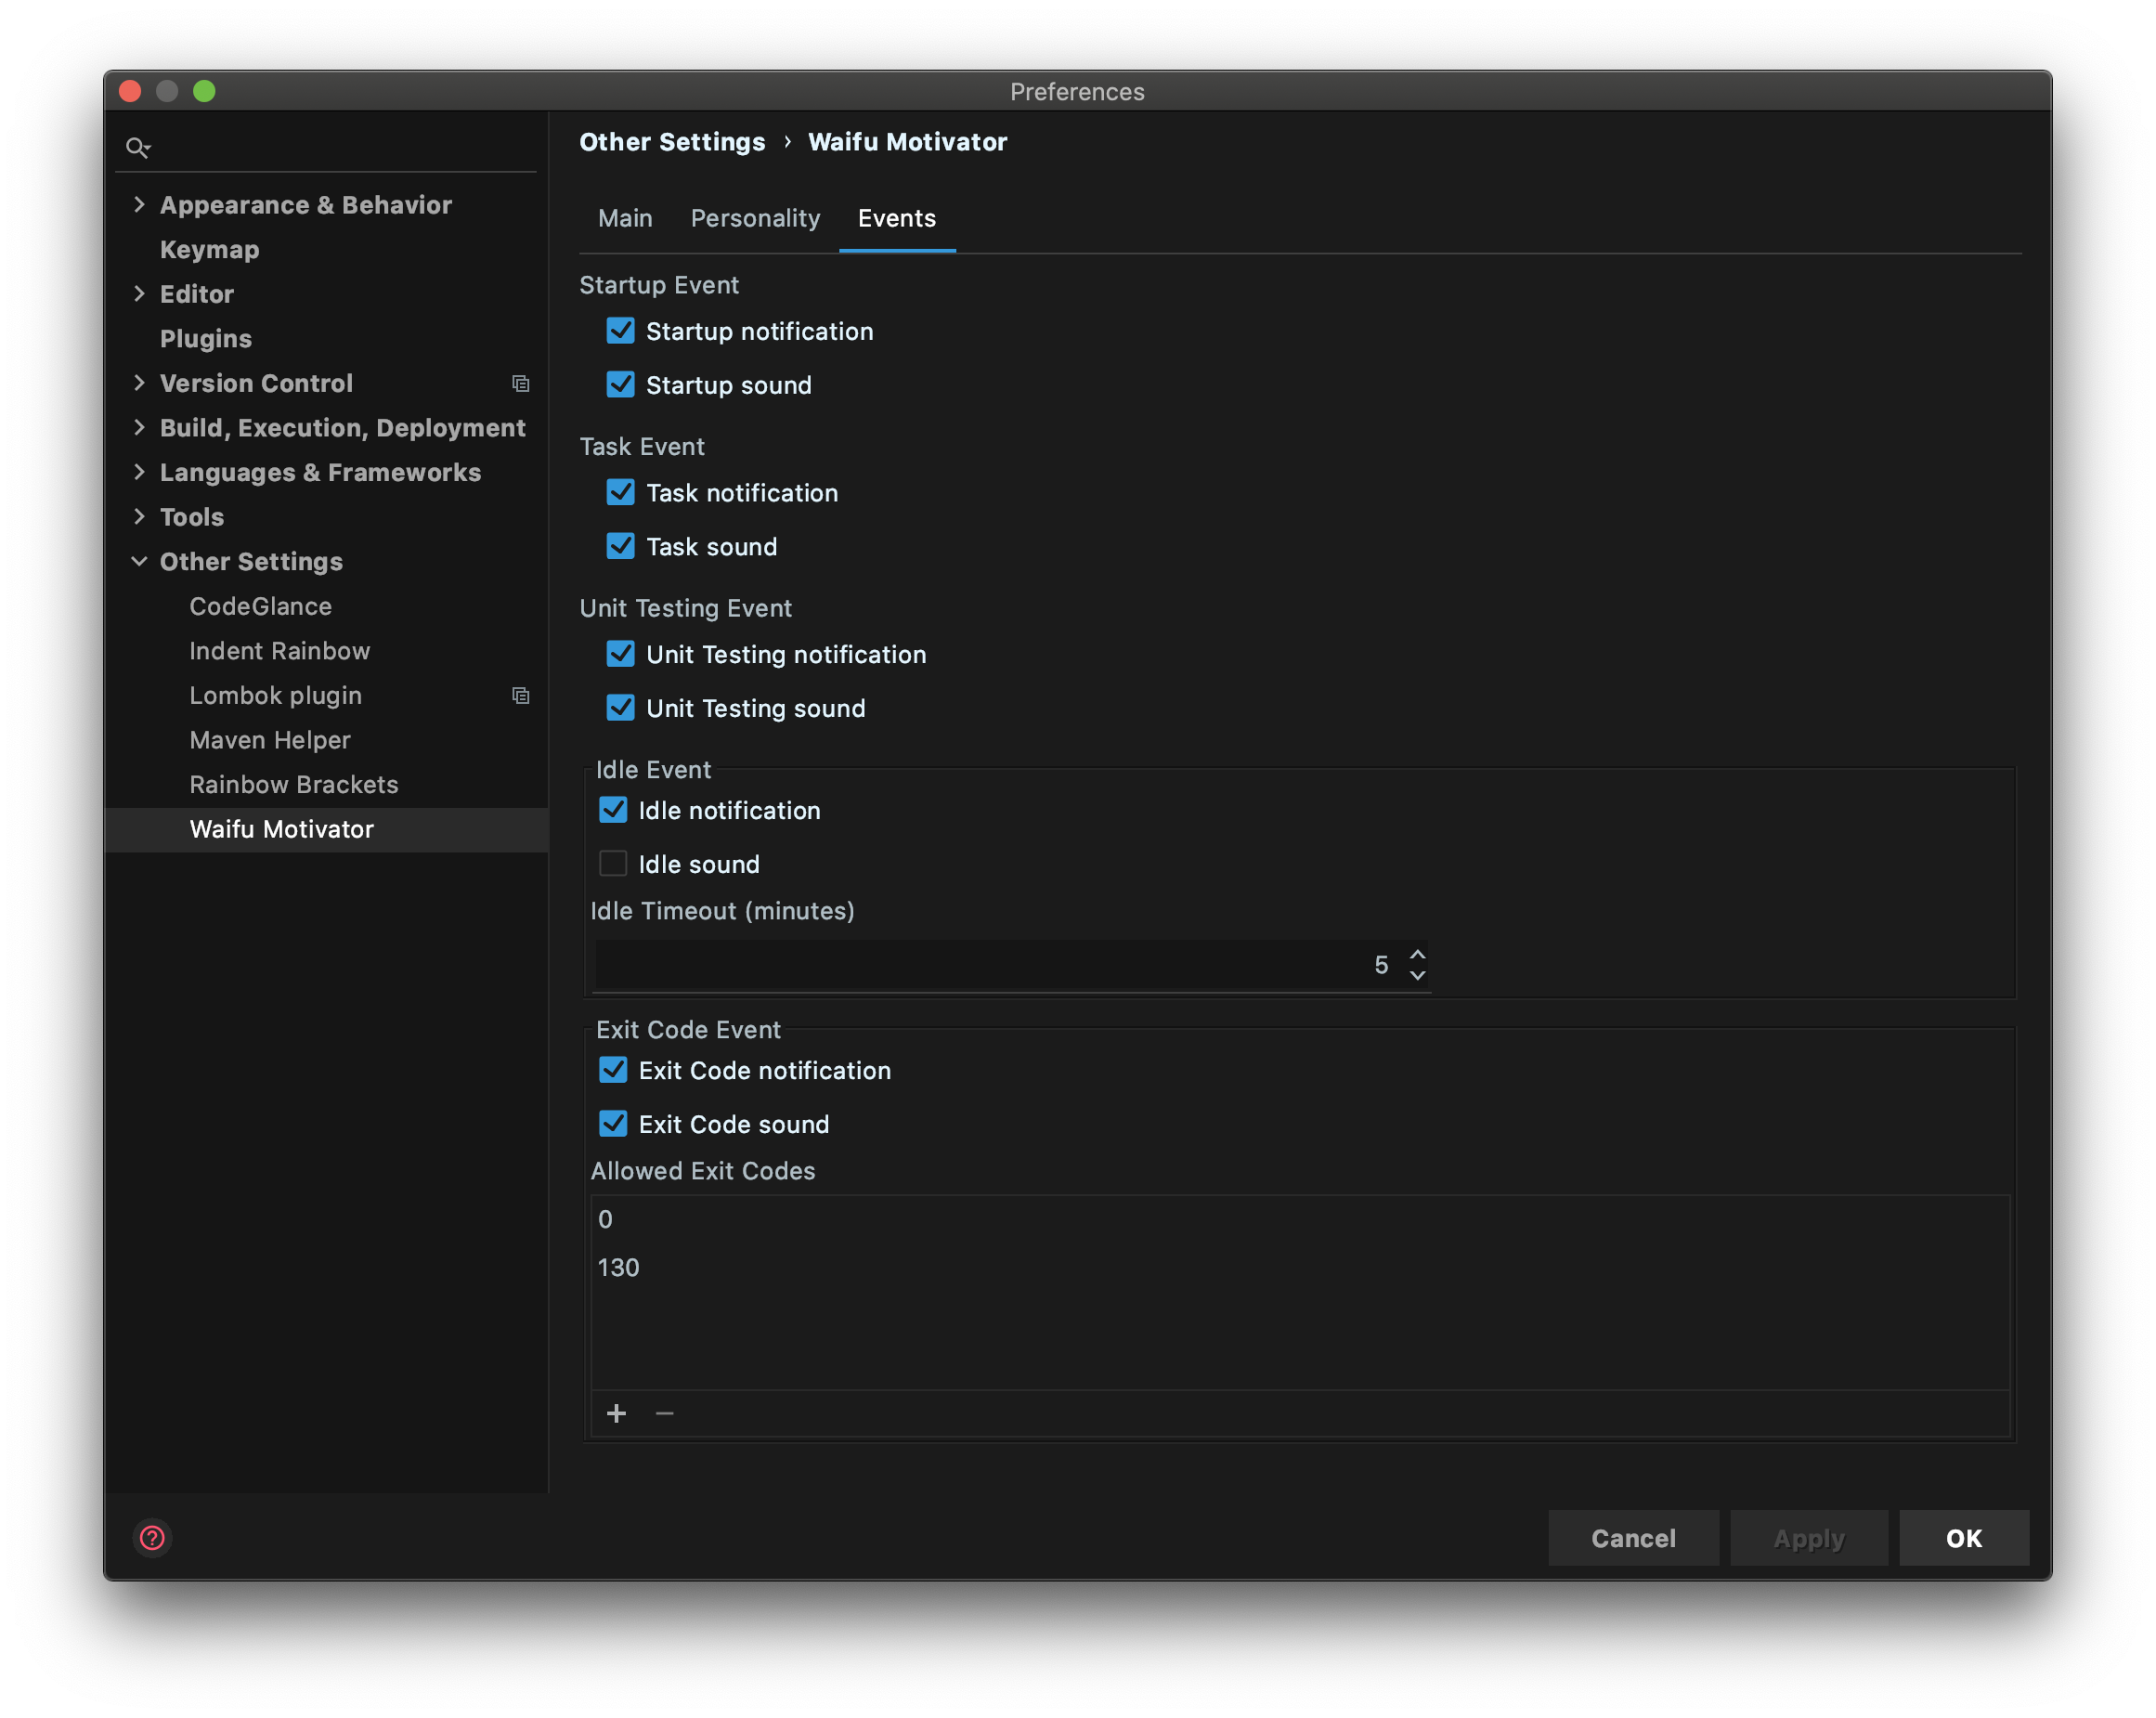 Preferences
Appearance & Behavior
Keymap
Editor
Plugins
Version Control
Build, Execution, Deployment
Languages & Frameworks
Tools
Other Settings
CodeGlance
Indent Rainbow
Lombok plugin
Maven Helper
Rainbow Brackets
Waifu Motivator
Other Settings › Waifu Motivator
Main Personality Events
Startup Event
Startup notification
Startup sound
Task Event
Task notification
Task sound
Unit Testing Event
Unit Testing notification
Unit Testing sound
Idle Event
Idle notification
Idle sound
Idle Timeout (minutes)
5
Exit Code Event
Exit Code notification
Exit Code sound
Allowed Exit Codes
0
130
?
Cancel Apply OK